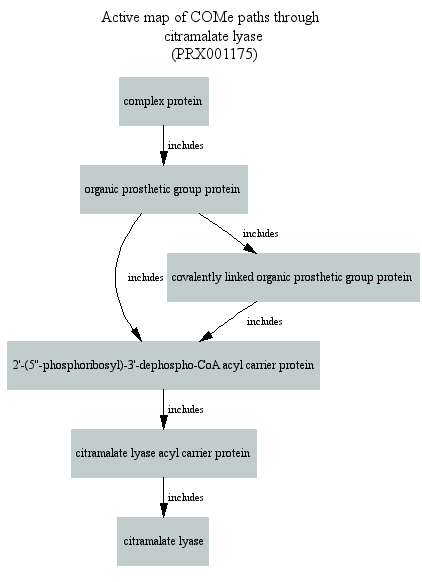 Active map of COMe paths through
citramalate lyase
(PRX001175)
complex protein
includes
organic prosthetic group protein
includes
covalently linked organic prosthetic group protein
includes
includes
2'-(5''-phosphoribosyl)-3'-dephospho-CoA acyl carrier protein
includes
citramalate lyase acyl carrier protein
includes
citramalate lyase